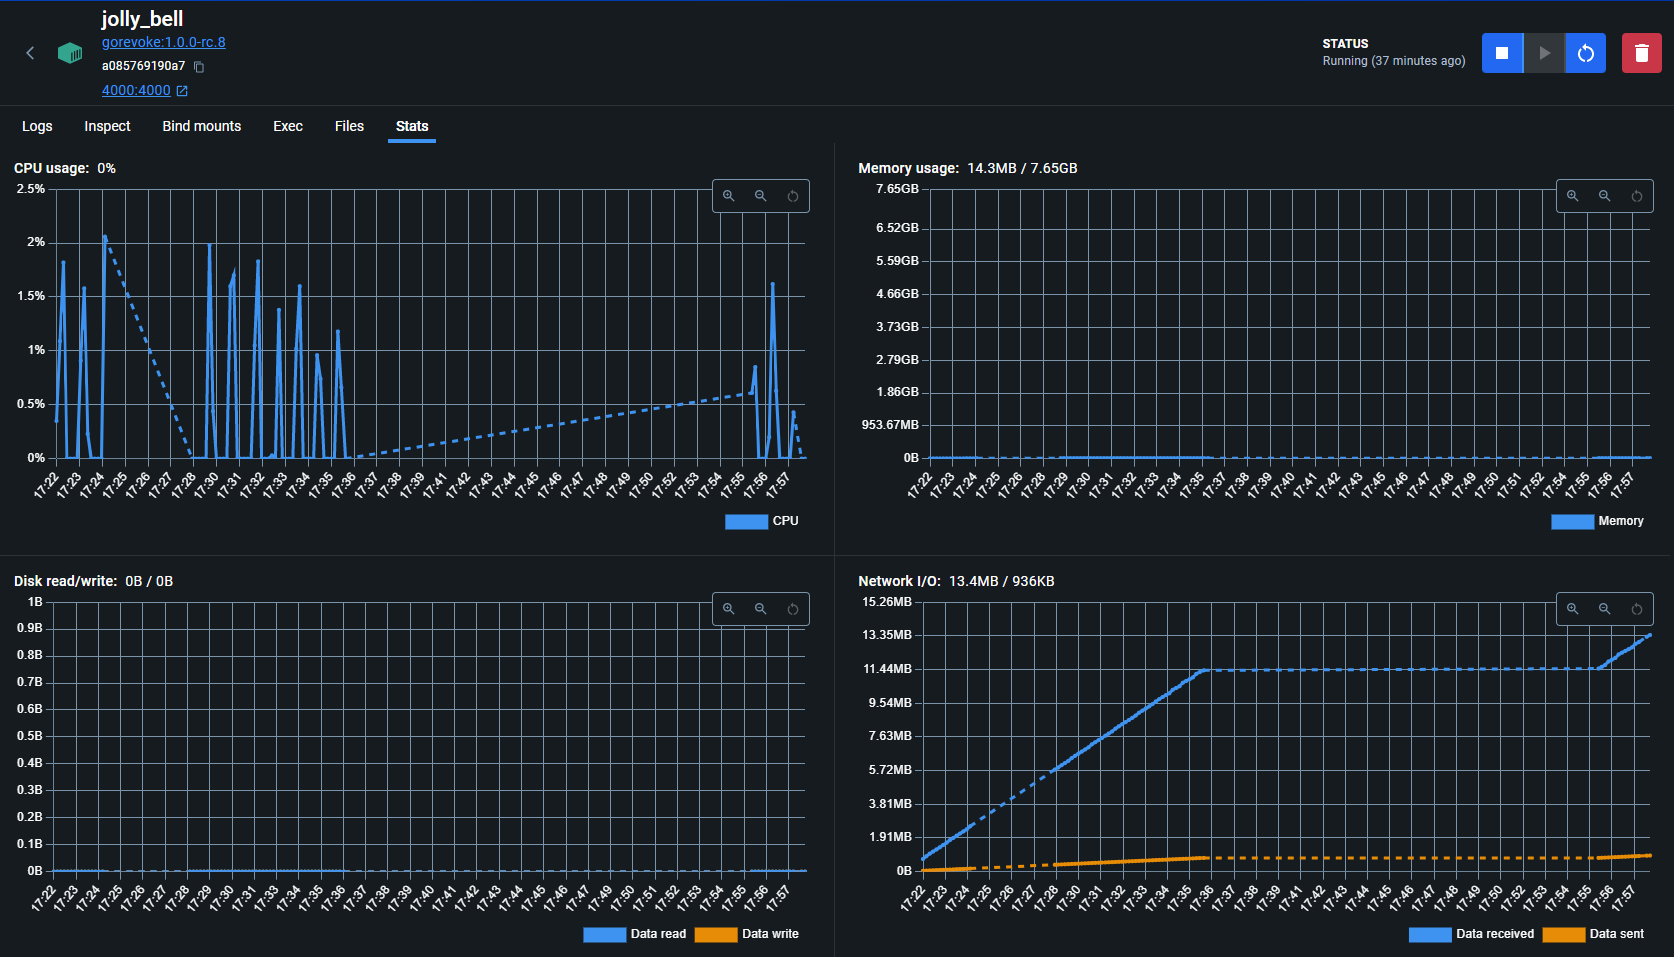 jolly_bell
gorevoke:1.0.0-rc.8
a085769190a7
4000:4000
STATUS
Running (37 minutes ago)
Logs Inspect Bind mounts Exec Files Stats
CPU usage: 0%
2.5%
2%
1.5%
1%
0.5%
0%
17:22 17:23 17:24 17:25 17:26 17:27 17:28 17:30 17:31 17:32 17:33 17:34 17:35 17:36 17:37 17:38 17:39 17:41 17:42 17:43 17:44 17:45 17:46 17:47 17:48 17:49 17:50 17:52 17:53 17:54 17:55 17:56 17:57
CPU
Memory usage: 14.3MB / 7.65GB
7.65GB
6.52GB
5.59GB
4.66GB
3.73GB
2.79GB
1.86GB
953.67MB
0B
17:22 17:23 17:24 17:25 17:26 17:28 17:29 17:30 17:31 17:32 17:33 17:34 17:35 17:37 17:38 17:39 17:40 17:41 17:42 17:43 17:45 17:46 17:47 17:48 17:49 17:50 17:51 17:52 17:54 17:55 17:56 17:57
Memory
Disk read/write: 0B / 0B
1B
0.9B
0.8B
0.7B
0.6B
0.5B
0.4B
0.3B
0.2B
0.1B
0B
17:22 17:23 17:24 17:25 17:26 17:27 17:28 17:29 17:30 17:31 17:33 17:34 17:35 17:36 17:37 17:38 17:39 17:40 17:41 17:42 17:44 17:45 17:46 17:47 17:48 17:49 17:50 17:51 17:52 17:54 17:55 17:56 17:57
Data read Data write
Network I/O: 13.4MB / 936KB
15.26MB
13.35MB
11.44MB
9.54MB
7.63MB
5.72MB
3.81MB
1.91MB
0B
17:22 17:23 17:24 17:25 17:26 17:27 17:28 17:30 17:31 17:32 17:33 17:34 17:35 17:36 17:37 17:38 17:39 17:41 17:42 17:43 17:44 17:45 17:46 17:47 17:48 17:49 17:50 17:52 17:53 17:54 17:55 17:56 17:57
Data received Data sent